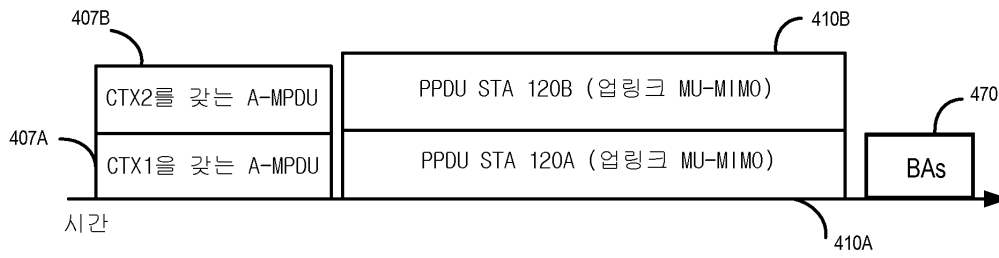 407B
410B
CTX2를 갖는 A-MPDU
PPDU STA 120B (업링크 MU-MIMO)
470
407A
CTX1을 갖는 A-MPDU
PPDU STA 120A (업링크 MU-MIMO)
BAs
시간
410A